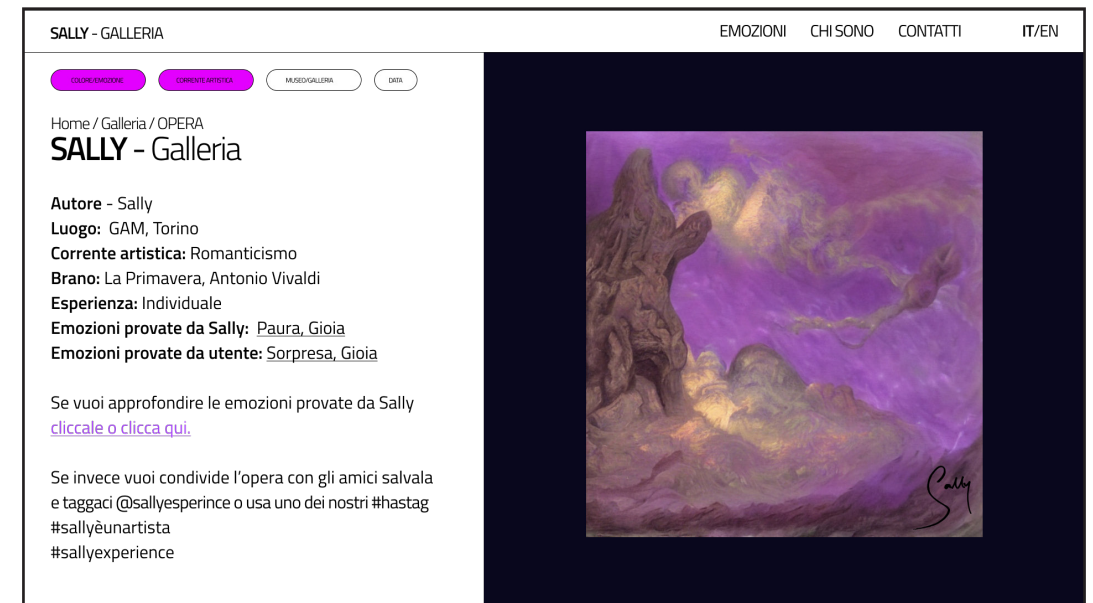 SALLY - GALLERIA
EMOZIONI CHI SONO CONTATTI IT/EN
COLORE/EMOZIONE CORRENTE ARTISTICA MUSEO/GALLERIA DATA
Home / Galleria / OPERA
SALLY - Galleria
Autore - Sally
Luogo: GAM, Torino
Corrente artistica: Romanticismo
Brano: La Primavera, Antonio Vivaldi
Esperienza: Individuale
Emozioni provate da Sally: Paura, Gioia
Emozioni provate da utente: Sorpresa, Gioia
Se vuoi approfondire le emozioni provate da Sally
cliccale o clicca qui.
Se invece vuoi condivide l'opera con gli amici salvala
e taggaci @sallyesperince o usa uno dei nostri #hastag
#sallyèunartista
#sallyexperience
Sally